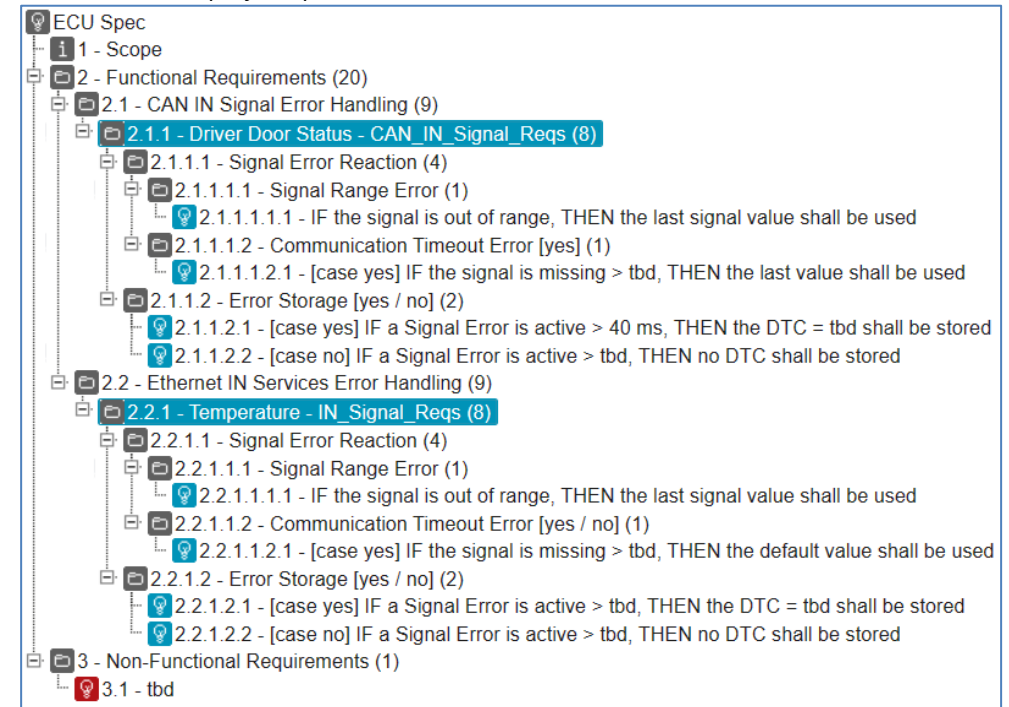 ECU Spec
i 1 - Scope
2 - Functional Requirements (20)
2.1 - CAN IN Signal Error Handling (9)
2.1.1 - Driver Door Status - CAN_IN_Signal_Reqs (8)
2.1.1.1 - Signal Error Reaction (4)
2.1.1.1.1 - Signal Range Error (1)
2.1.1.1.1.1 - IF the signal is out of range, THEN the last signal value shall be used
2.1.1.1.2 - Communication Timeout Error [yes] (1)
2.1.1.1.2.1 - [case yes] IF the signal is missing > tbd, THEN the last value shall be used
2.1.1.2 - Error Storage [yes / no] (2)
2.1.1.2.1 - [case yes] IF a Signal Error is active > 40 ms, THEN the DTC = tbd shall be stored
2.1.1.2.2 - [case no] IF a Signal Error is active > tbd, THEN no DTC shall be stored
2.2 - Ethernet IN Services Error Handling (9)
2.2.1 - Temperature - IN_Signal_Reqs (8)
2.2.1.1 - Signal Error Reaction (4)
2.2.1.1.1 - Signal Range Error (1)
2.2.1.1.1.1 - IF the signal is out of range, THEN the last signal value shall be used
2.2.1.1.2 - Communication Timeout Error [yes / no] (1)
2.2.1.1.2.1 - [case yes] IF the signal is missing > tbd, THEN the default value shall be used
2.2.1.2 - Error Storage [yes / no] (2)
2.2.1.2.1 - [case yes] IF a Signal Error is active > tbd, THEN the DTC = tbd shall be stored
2.2.1.2.2 - [case no] IF a Signal Error is active > tbd, THEN no DTC shall be stored
3 - Non-Functional Requirements (1)
3.1 - tbd